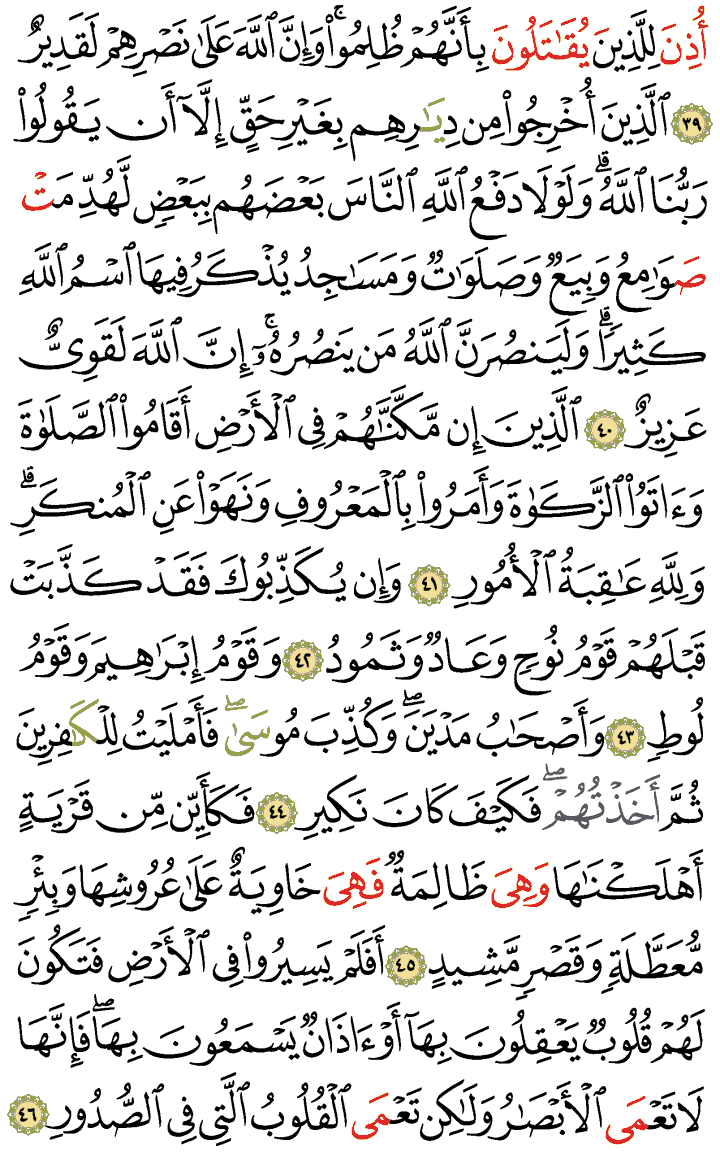 أُذِنَ لِلَّذِينَ يُقَٰتَلُونَ بِأَنَّهُمْ ظُلِمُوا۟ ۚ وَإِنَّ ٱللَّهَ عَلَىٰ نَصْرِهِمْ لَقَدِيرٌ
٣٩ ٱلَّذِينَ أُخْرِجُوا۟ مِن دِيَٰرِهِم بِغَيْرِ حَقٍّ إِلَّآ أَن يَقُولُوا۟
رَبُّنَا ٱللَّهُ ۗ وَلَوْلَا دَفْعُ ٱللَّهِ ٱلنَّاسَ بَعْضَهُم بِبَعْضٍ لَّهُدِّمَتْ
صَوَٰمِعُ وَبِيَعٌ وَصَلَوَٰتٌ وَمَسَٰجِدُ يُذْكَرُ فِيهَا ٱسْمُ ٱللَّهِ
كَثِيرًا ۗ وَلَيَنصُرَنَّ ٱللَّهُ مَن يَنصُرُهُۥٓ ۚ إِنَّ ٱللَّهَ لَقَوِىٌّ
عَزِيزٌ ٤٠ ٱلَّذِينَ إِن مَّكَّنَّٰهُمْ فِى ٱلْأَرْضِ أَقَامُوا۟ ٱلصَّلَوٰةَ
وَءَاتَوُا۟ ٱلزَّكَوٰةَ وَأَمَرُوا۟ بِٱلْمَعْرُوفِ وَنَهَوْا۟ عَنِ ٱلْمُنكَرِ ۗ
وَلِلَّهِ عَٰقِبَةُ ٱلْأُمُورِ ٤١ وَإِن يُكَذِّبُوكَ فَقَدْ كَذَّبَتْ
قَبْلَهُمْ قَوْمُ نُوحٍ وَعَادٌ وَثَمُودُ ٤٢ وَقَوْمُ إِبْرَٰهِيمَ وَقَوْمُ
لُوطٍ ٤٣ وَأَصْحَٰبُ مَدْيَنَ ۖ وَكُذِّبَ مُوسَىٰ ۖ فَأَمْلَيْتُ لِلْكَٰفِرِينَ
ثُمَّ أَخَذْتُهُمْ ۖ فَكَيْفَ كَانَ نَكِيرِ ٤٤ فَكَأَيِّن مِّن قَرْيَةٍ
أَهْلَكْنَٰهَا وَهِىَ ظَالِمَةٌ فَهِىَ خَاوِيَةٌ عَلَىٰ عُرُوشِهَا وَبِئْرٍ
مُّعَطَّلَةٍ وَقَصْرٍ مَّشِيدٍ ٤٥ أَفَلَمْ يَسِيرُوا۟ فِى ٱلْأَرْضِ فَتَكُونَ
لَهُمْ قُلُوبٌ يَعْقِلُونَ بِهَآ أَوْ ءَاذَانٌ يَسْمَعُونَ بِهَا ۖ فَإِنَّهَا
لَا تَعْمَى ٱلْأَبْصَٰرُ وَلَٰكِن تَعْمَى ٱلْقُلُوبُ ٱلَّتِى فِى ٱلصُّدُورِ ٤٦